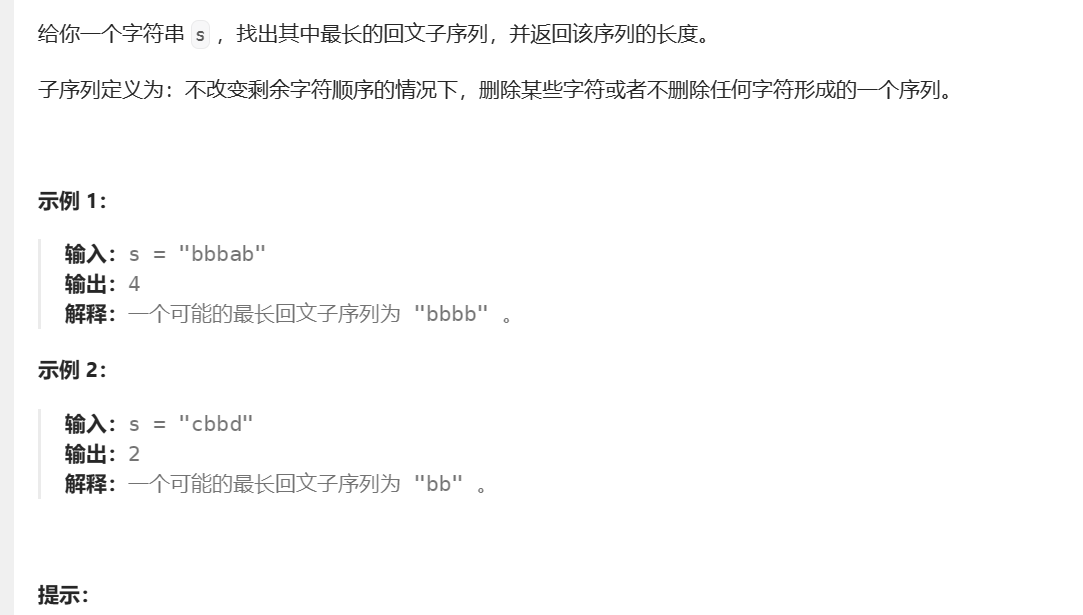 给你一个字符串 s ，找出其中最长的回文子序列，并返回该序列的长度。
子序列定义为：不改变剩余字符顺序的情况下，删除某些字符或者不删除任何字符形成的一个序列。
示例 1：
输入：s = "bbbab"
输出：4
解释：一个可能的最长回文子序列为 "bbbb" 。
示例 2：
输入：s = "cbbd"
输出：2
解释：一个可能的最长回文子序列为 "bb" 。
提示：